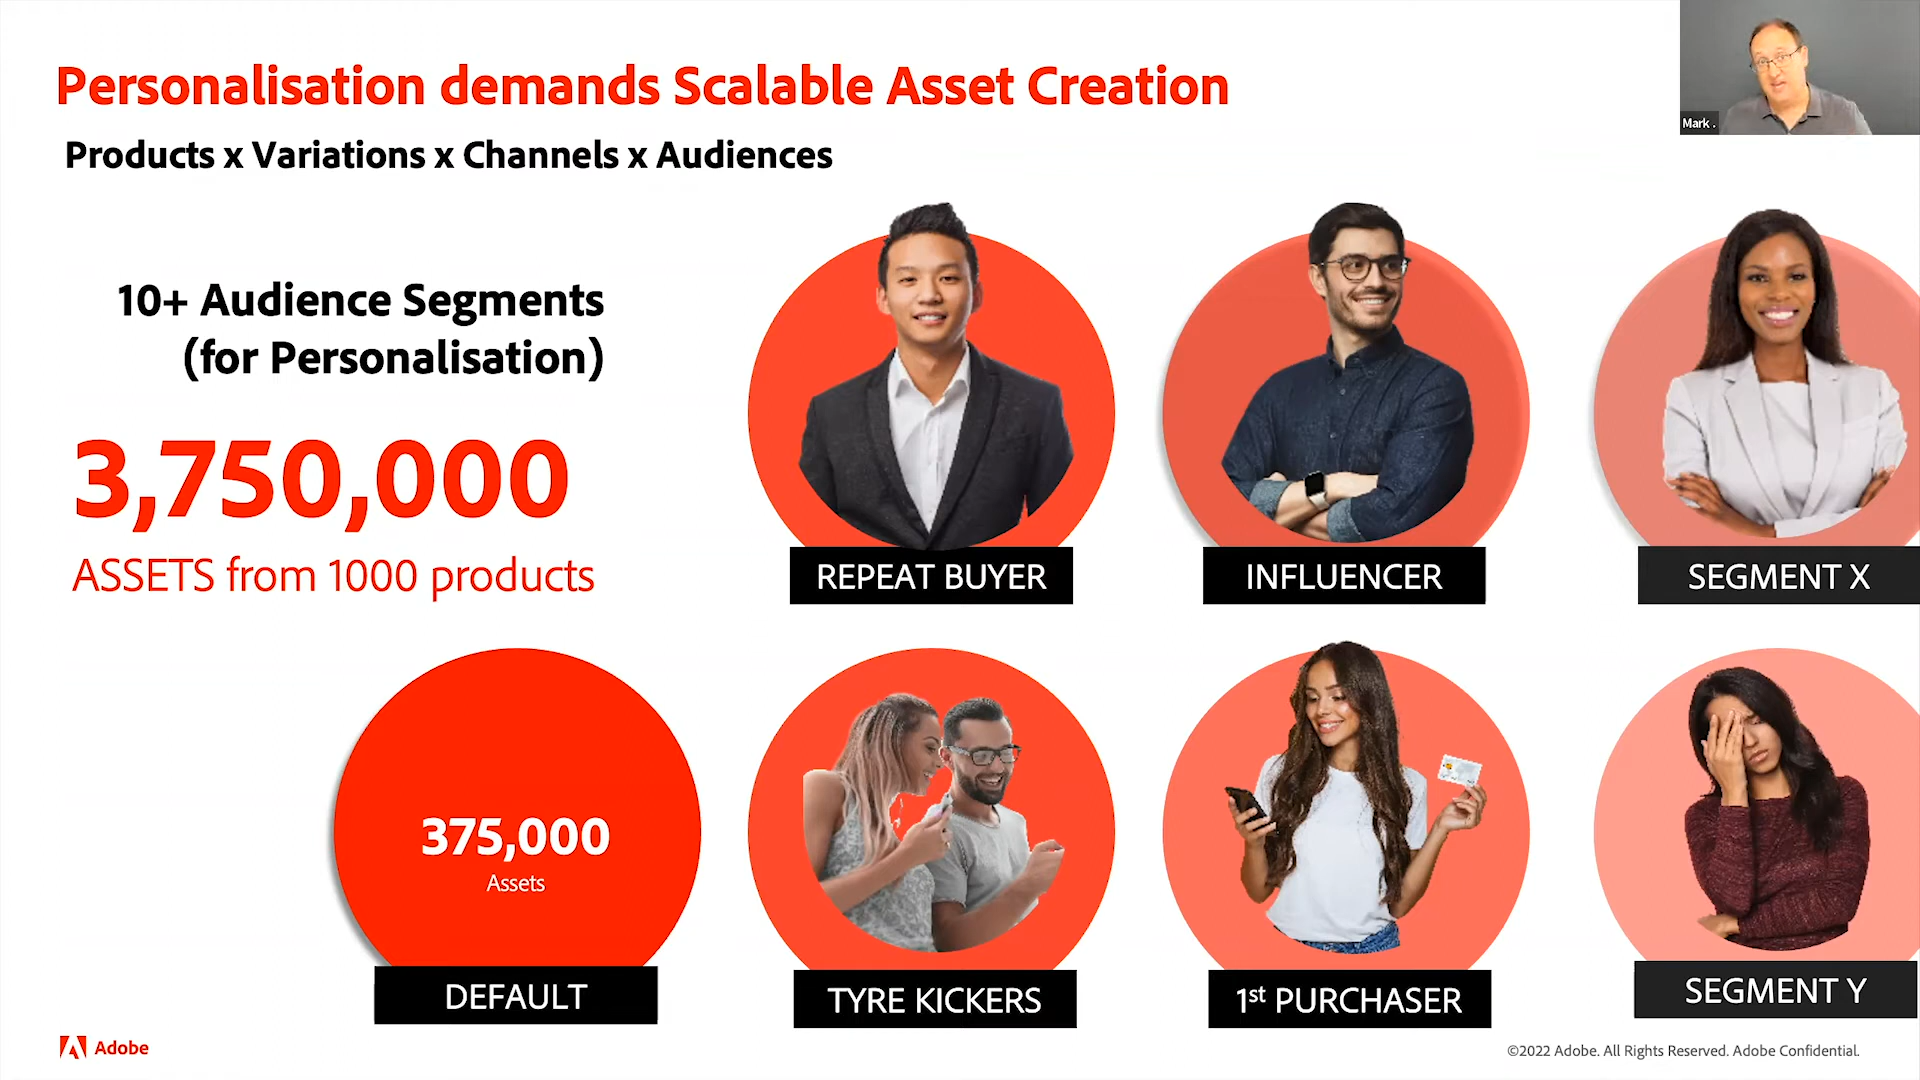 Personalisation demands Scalable Asset Creation
Products x Variations x Channels x Audiences
Mark .
10+ Audience Segments
(for Personalisation)
3,750,000
ASSETS from 1000 products
REPEAT BUYER
INFLUENCER
SEGMENT X
375,000
Assets
DEFAULT
TYRE KICKERS
1st PURCHASER
SEGMENT Y
Adobe
©2022 Adobe. All Rights Reserved. Adobe Confidential.